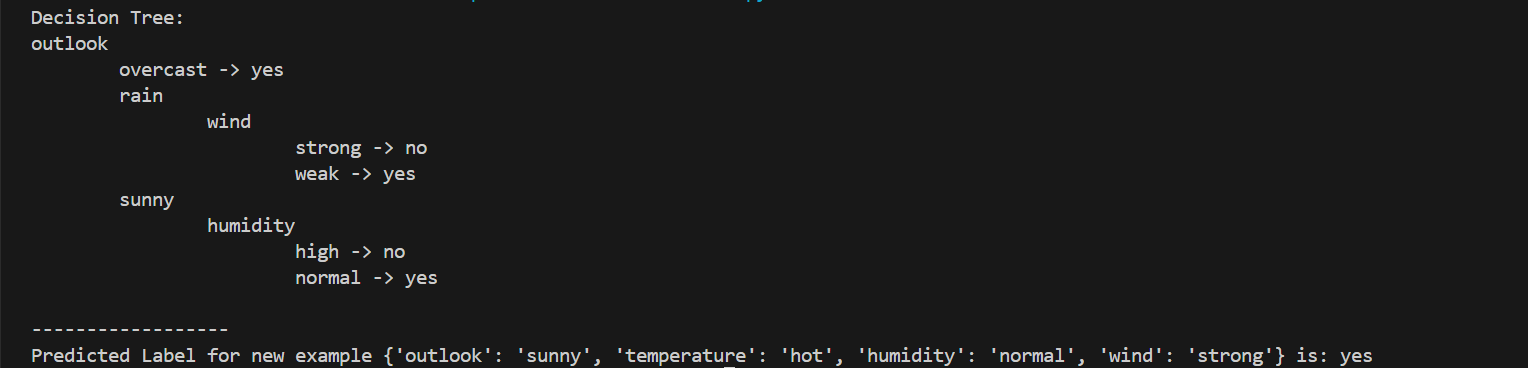 Decision Tree:
outlook
overcast -> yes
rain
wind
strong -> no
weak -> yes
sunny
humidity
high -> no
normal -> yes
------------------
Predicted Label for new example {'outlook': 'sunny', 'temperature': 'hot', 'humidity': 'normal', 'wind': 'strong'} is: yes